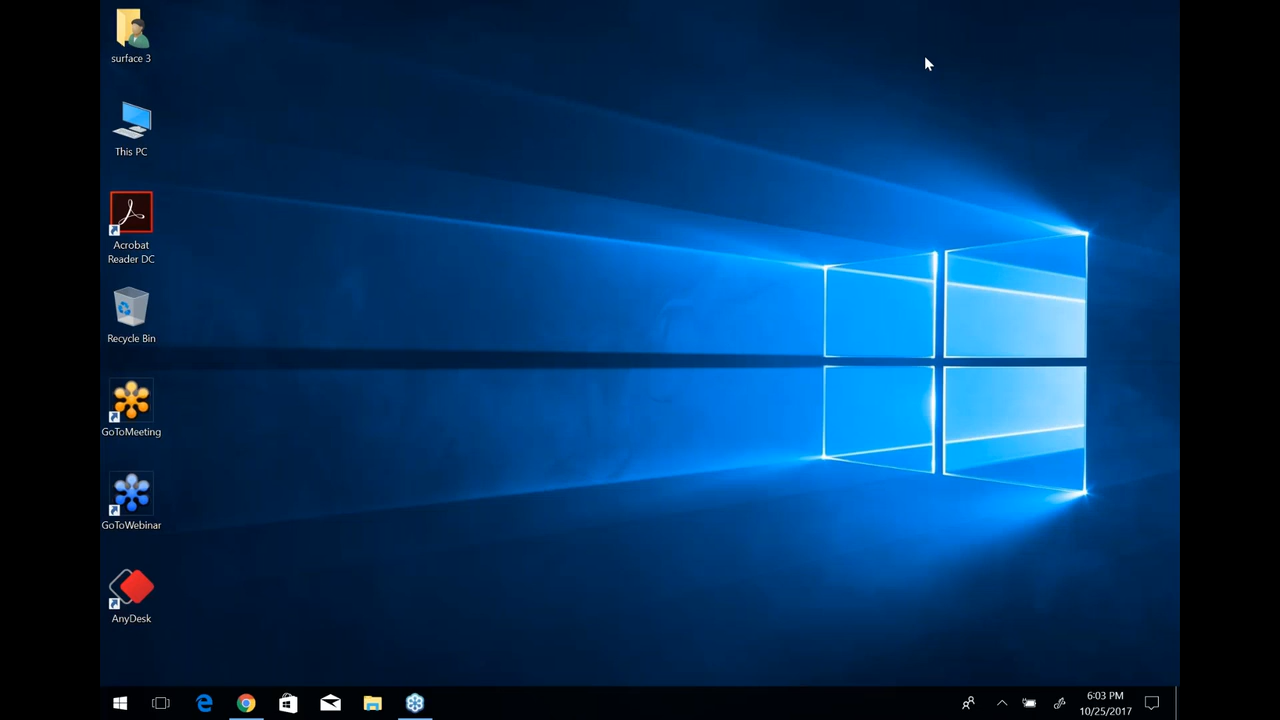 surface 3
This PC
Acrobat
Reader DC
Recycle Bin
GoToMeeting
GoToWebinar
AnyDesk
6:03 PM
10/25/2017